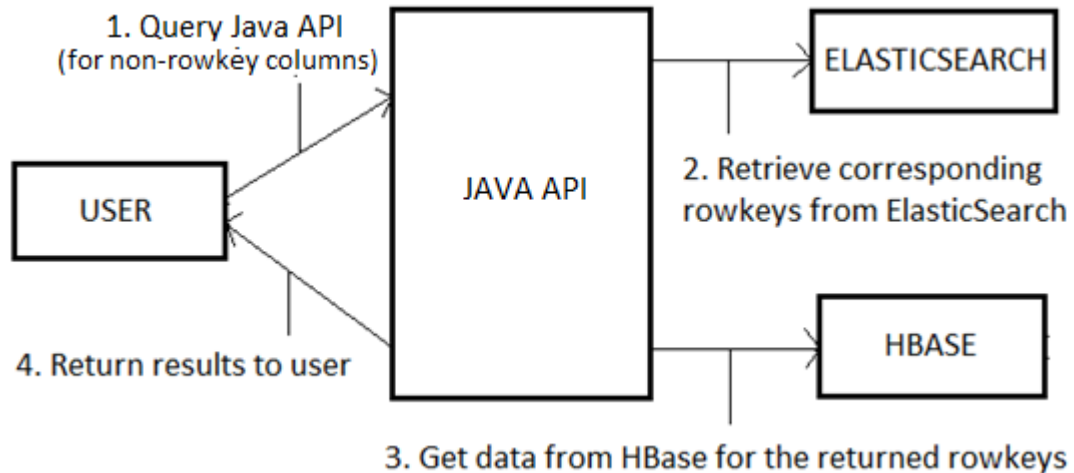 1. Query Java API
(for non-rowkey columns)
USER
JAVA API
ELASTICSEARCH
2. Retrieve corresponding
rowkeys from ElasticSearch
HBASE
3. Get data from HBase for the returned rowkeys
4. Return results to user